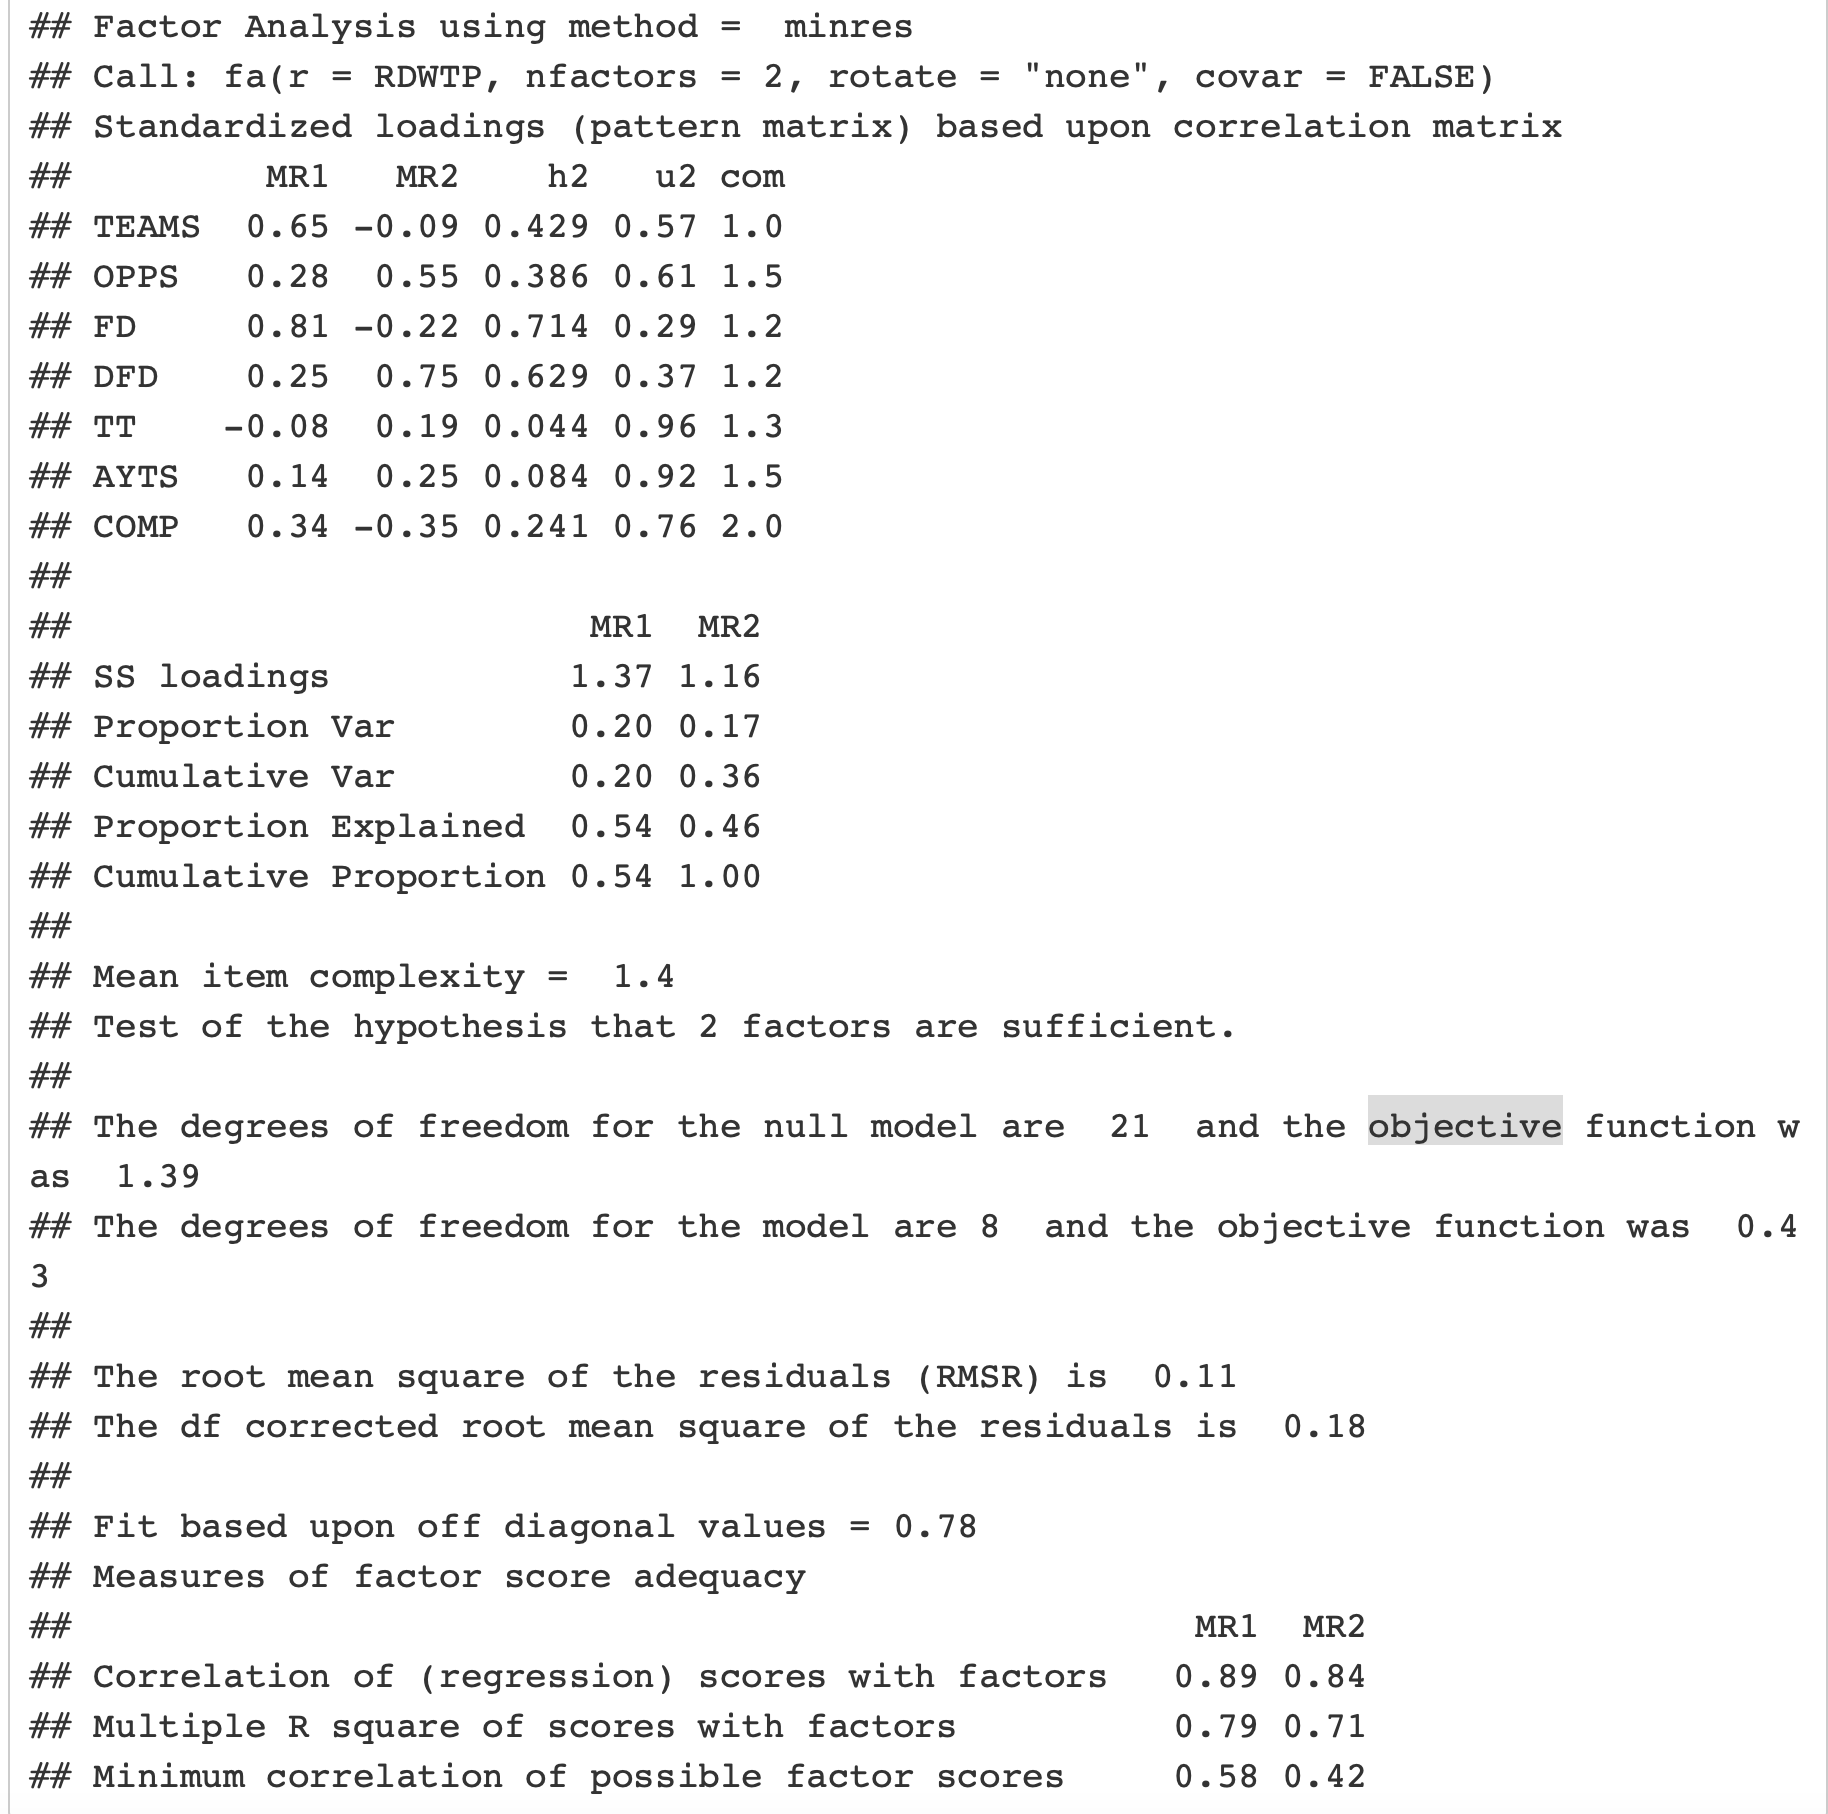 ## Factor Analysis using method =  minres
## Call: fa(r = RDWTP, nfactors = 2, rotate = "none", covar = FALSE)
## Standardized loadings (pattern matrix) based upon correlation matrix
##         MR1   MR2    h2   u2 com
## TEAMS  0.65 -0.09 0.429 0.57 1.0
## OPPS   0.28  0.55 0.386 0.61 1.5
## FD     0.81 -0.22 0.714 0.29 1.2
## DFD    0.25  0.75 0.629 0.37 1.2
## TT    -0.08  0.19 0.044 0.96 1.3
## AYTS   0.14  0.25 0.084 0.92 1.5
## COMP   0.34 -0.35 0.241 0.76 2.0
##
##                        MR1  MR2
## SS loadings           1.37 1.16
## Proportion Var        0.20 0.17
## Cumulative Var        0.20 0.36
## Proportion Explained  0.54 0.46
## Cumulative Proportion 0.54 1.00
##
## Mean item complexity =  1.4
## Test of the hypothesis that 2 factors are sufficient.
##
## The degrees of freedom for the null model are  21  and the objective function w
as  1.39
## The degrees of freedom for the model are 8  and the objective function was  0.4
3
##
## The root mean square of the residuals (RMSR) is  0.11
## The df corrected root mean square of the residuals is  0.18
##
## Fit based upon off diagonal values = 0.78
## Measures of factor score adequacy
##                                                    MR1  MR2
## Correlation of (regression) scores with factors   0.89 0.84
## Multiple R square of scores with factors          0.79 0.71
## Minimum correlation of possible factor scores     0.58 0.42